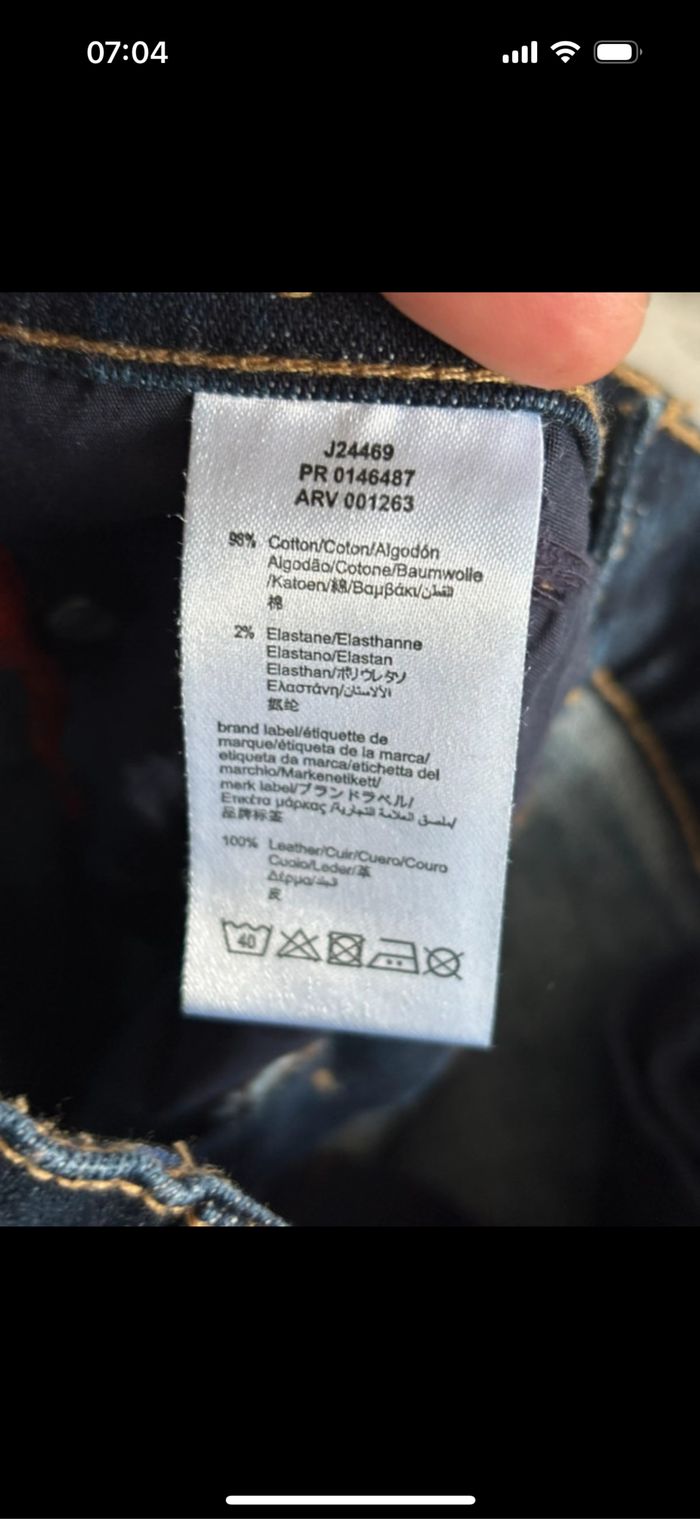 07:04
J24469
PR 0146487
ARV 001263
98% Cotton/Coton/Algodón
Algodão/Cotone/Baumwolle
/Katoen/綿/Βαμβάκι/القطن
棉
2% Elastane/Elasthanne
Elastano/Elastan
Elasthan/ポリウレタン
Ελαστάνη/الألاستان
氨纶
brand label/étiquette de
marque/étiqueta de la marca/
etiqueta da marca/etichetta del
marchio/Markenetikett/
merk label/ブランドラベル/
Ετικέτα μάρκας /ملصق العلامة التجارية/
品牌标签
100% Leather/Cuir/Cuero/Couro
Cuoio/Leder/革
Δέρμα/
皮
40